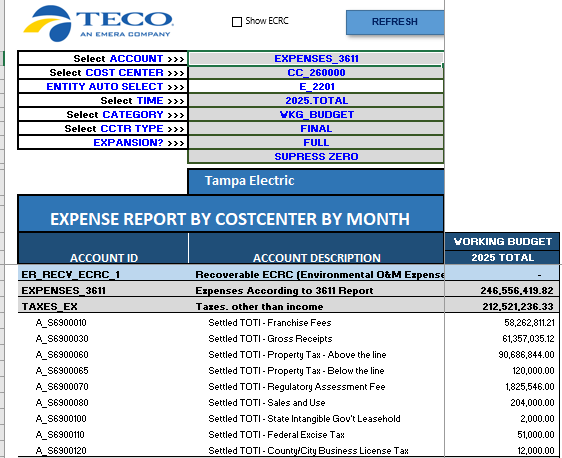 TECO.
AN EMERA COMPANY
Show ECRC
REFRESH
Select ACCOUNT >>> EXPENSES_3611
Select COST CENTER >>> CC_260000
ENTITY AUTO SELECT >>> E_2201
Select TIME >>> 2025.TOTAL
Select CATEGORY >>> WKG_BUDGET
Select CCTR TYPE >>> FINAL
EXPANSION? >>> FULL
SUPRESS ZERO
Tampa Electric
EXPENSE REPORT BY COSTCENTER BY MONTH
WORKING BUDGET
ACCOUNT ID ACCOUNT DESCRIPTION 2025 TOTAL
ER_RECV_ECRC_1 Recoverable ECRC (Environmental O&M Expense -
EXPENSES_3611 Expenses According to 3611 Report 246,556,419.82
TAXES_EX Taxes, other than income 212,521,236.33
A_S6900010 Settled TOTI - Franchise Fees 58,262,811.21
A_S6900030 Settled TOTI - Gross Receipts 61,357,035.12
A_S6900060 Settled TOTI - Property Tax - Above the line 90,686,844.00
A_S6900065 Settled TOTI - Property Tax - Below the line 120,000.00
A_S6900070 Settled TOTI - Regulatory Assessment Fee 1,825,546.00
A_S6900080 Settled TOTI - Sales and Use 204,000.00
A_S6900100 Settled TOTI - State Intangible Gov't Leasehold 2,000.00
A_S6900110 Settled TOTI - Federal Excise Tax 51,000.00
A_S6900120 Settled TOTI - County/City Business License Tax 12,000.00